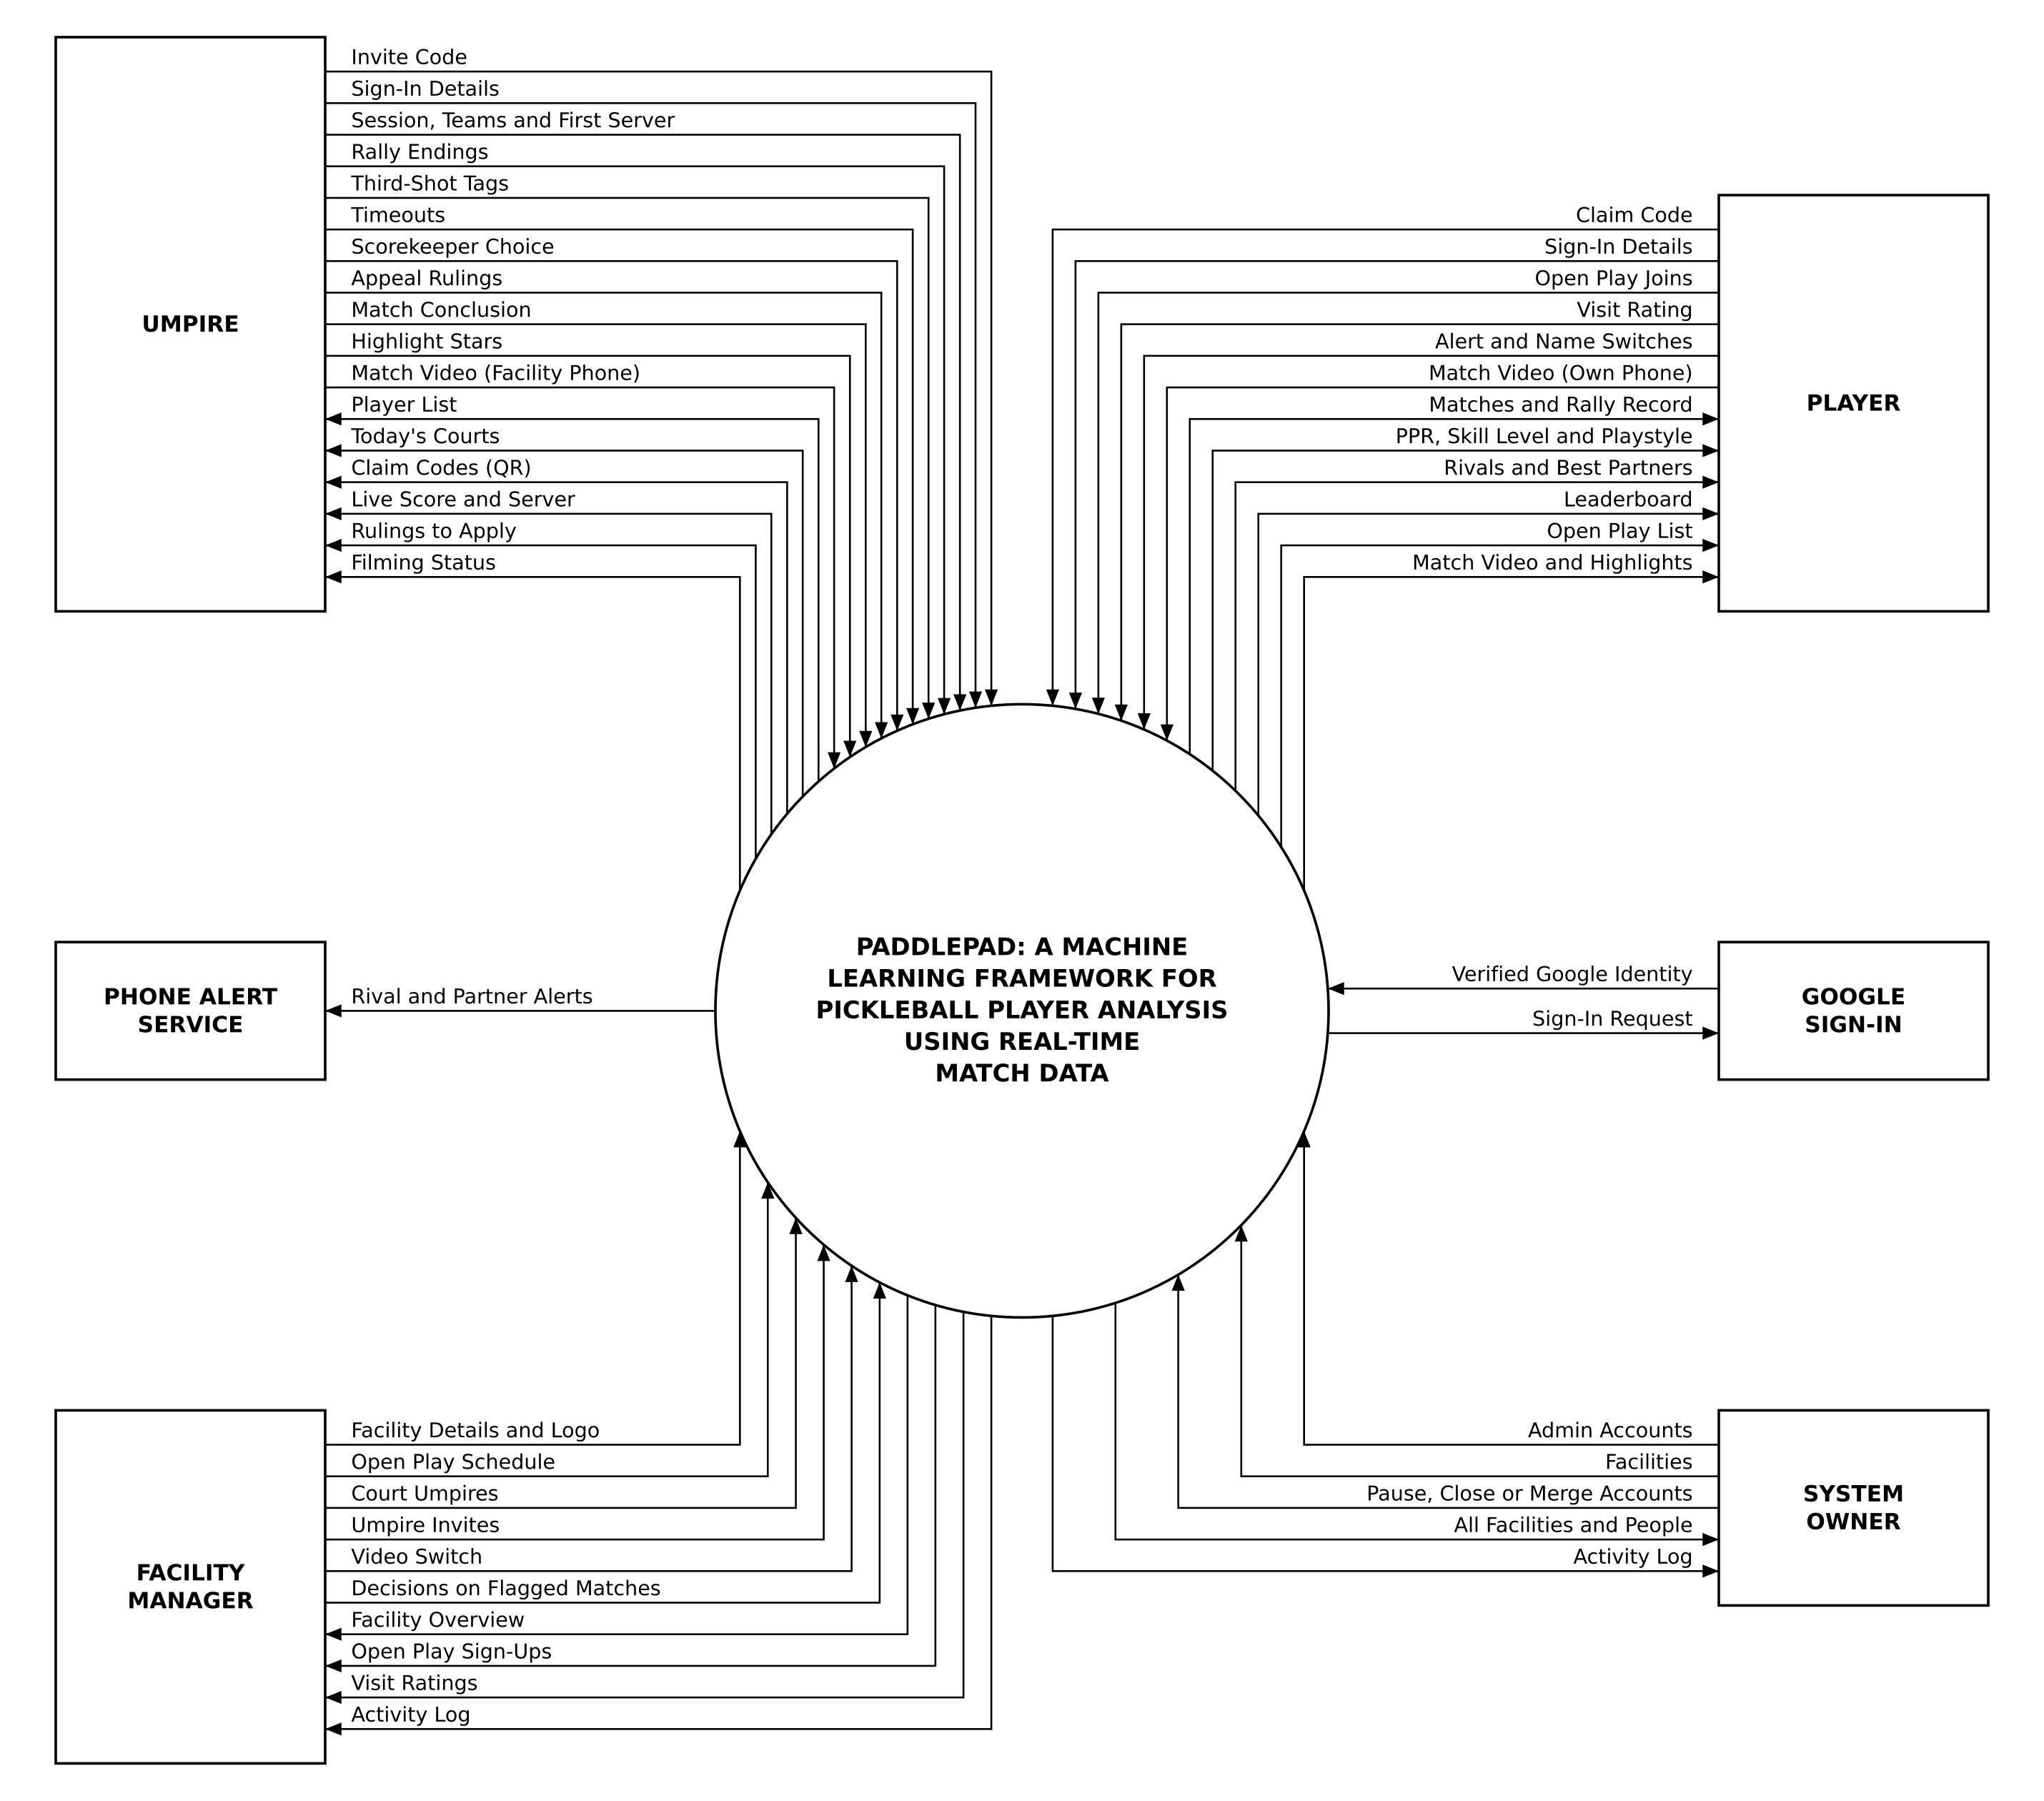 UMPIRE
Invite Code
Sign-In Details
Session, Teams and First Server
Rally Endings
Third-Shot Tags
Timeouts
Scorekeeper Choice
Appeal Rulings
Match Conclusion
Highlight Stars
Match Video (Facility Phone)
Player List
Today's Courts
Claim Codes (QR)
Live Score and Server
Rulings to Apply
Filming Status
Claim Code
Sign-In Details
Open Play Joins
Visit Rating
Alert and Name Switches
Match Video (Own Phone)
Matches and Rally Record
PPR, Skill Level and Playstyle
Rivals and Best Partners
Leaderboard
Open Play List
Match Video and Highlights
PLAYER
PHONE ALERT
SERVICE
Rival and Partner Alerts
PADDLEPAD: A MACHINE
LEARNING FRAMEWORK FOR
PICKLEBALL PLAYER ANALYSIS
USING REAL-TIME
MATCH DATA
Verified Google Identity
Sign-In Request
GOOGLE
SIGN-IN
FACILITY
MANAGER
Facility Details and Logo
Open Play Schedule
Court Umpires
Umpire Invites
Video Switch
Decisions on Flagged Matches
Facility Overview
Open Play Sign-Ups
Visit Ratings
Activity Log
Admin Accounts
Facilities
Pause, Close or Merge Accounts
All Facilities and People
Activity Log
SYSTEM
OWNER